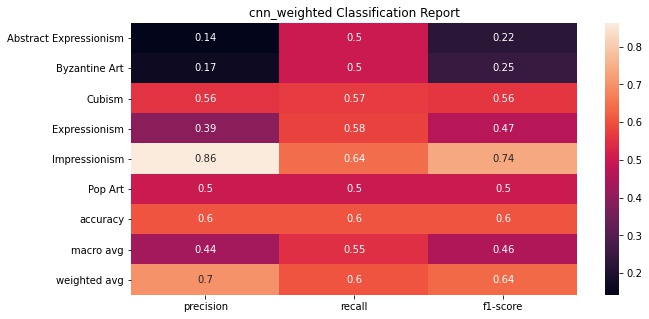 cnn_weighted Classification Report
Abstract Expressionism 0.14 0.5 0.22
Byzantine Art 0.17 0.5 0.25
Cubism 0.56 0.57 0.56
Expressionism 0.39 0.58 0.47
Impressionism 0.86 0.64 0.74
Pop Art 0.5 0.5 0.5
accuracy 0.6 0.6 0.6
macro avg 0.44 0.55 0.46
weighted avg 0.7 0.6 0.64
precision recall f1-score
0.8
0.7
0.6
0.5
0.4
0.3
0.2